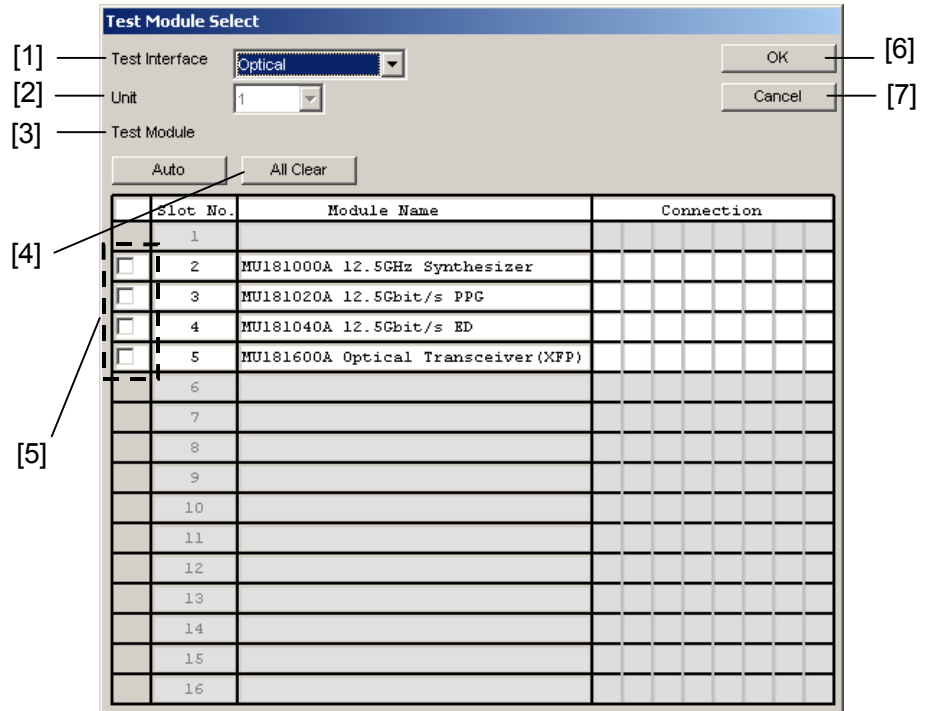 Test Module Select
[1] Test Interface Optical OK [6]
[2] Unit 1 Cancel [7]
[3] Test Module
Auto All Clear
[4]
Slot No. Module Name Connection
1
2 MU181000A 12.5GHz Synthesizer
3 MU181020A 12.5Gbit/s PPG
4 MU181040A 12.5Gbit/s ED
5 MU181600A Optical Transceiver(XFP)
[5]
6
7
8
9
10
11
12
13
14
15
16